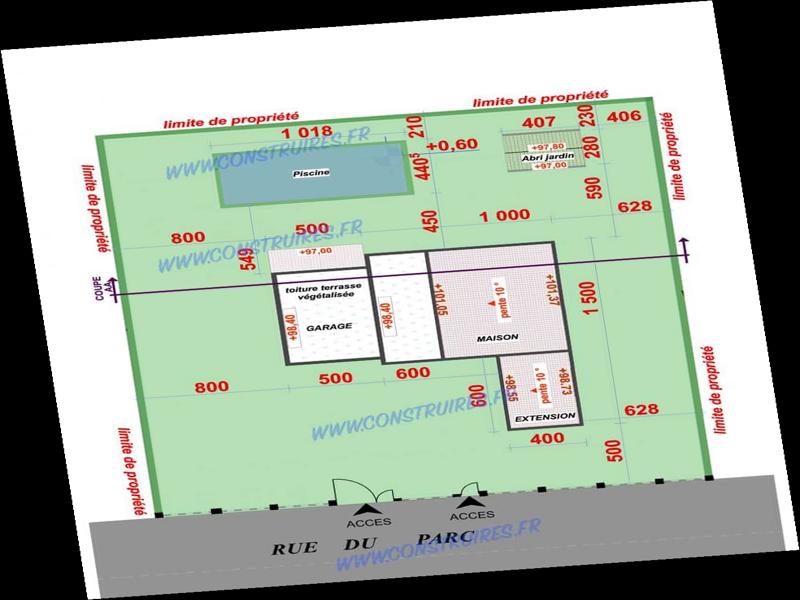 limite de propriété
limite de propriété
1 018
210
407
230
406
WWW.CONSTRUIRES.FR
+0,60
+97,80
Piscine
440⁵
Abri jardin
280
+97,00
limite de propriété
limite de propriété
590
800
500
450
1 000
628
WWW.CONSTRUIRES.FR
549
+97,00
COUPE
AA
toiture terrasse
végétalisée
+98,40
GARAGE
+98,40
+101,05
pente 10 °
+101,37
1 500
MAISON
800
500
600
600
+98,55
pente 10 °
+98,73
628
limite de propriété
WWW.CONSTRUIRES.FR
EXTENSION
400
500
limite de propriété
ACCES
ACCES
RUE DU PARC
WWW.CONSTRUIRES.FR